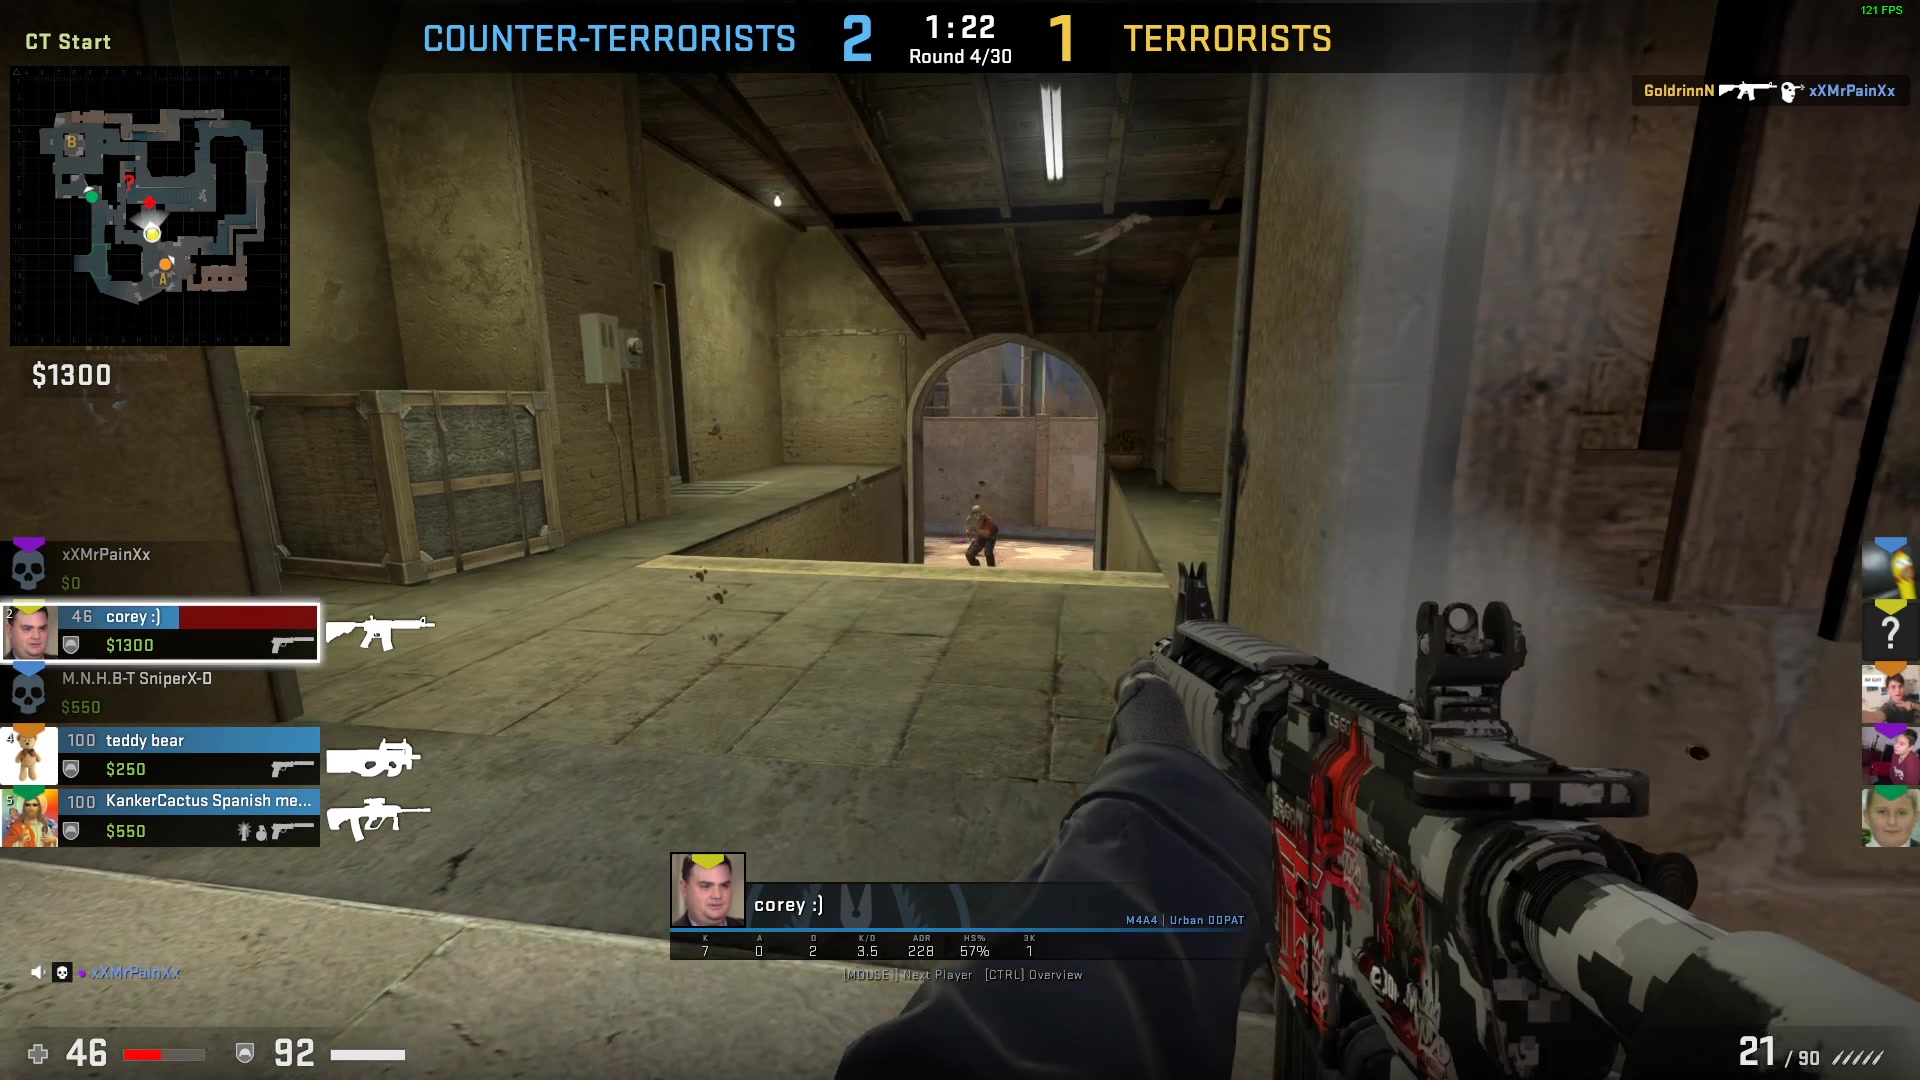 121 FPS
CT Start
COUNTER-TERRORISTS
2
1:22
Round 4/30
1
TERRORISTS
GoldrinnN xXMrPainXx
B
?
A
$1300
xXMrPainXx
$0
2
46 corey :)
$1300
M.N.H.B-T SniperX-D
$550
4
100 teddy bear
$250
5
100 KankerCactus Spanish me...
$550
?
corey :)
M4A4 | Urban DDPAT
K A D K/D ADR HS% 3K
7 0 2 3.5 228 57% 1
[MOUSE1] Next Player [CTRL] Overview
xXMrPainXx
46
92
21 / 90